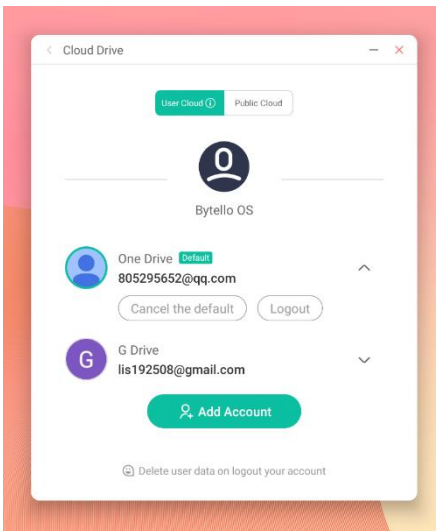 Cloud Drive
User Cloud
Public Cloud
Bytello OS
One Drive Default
805295652@qq.com
Cancel the default
Logout
G
G Drive
lis192508@gmail.com
Add Account
Delete user data on logout your account